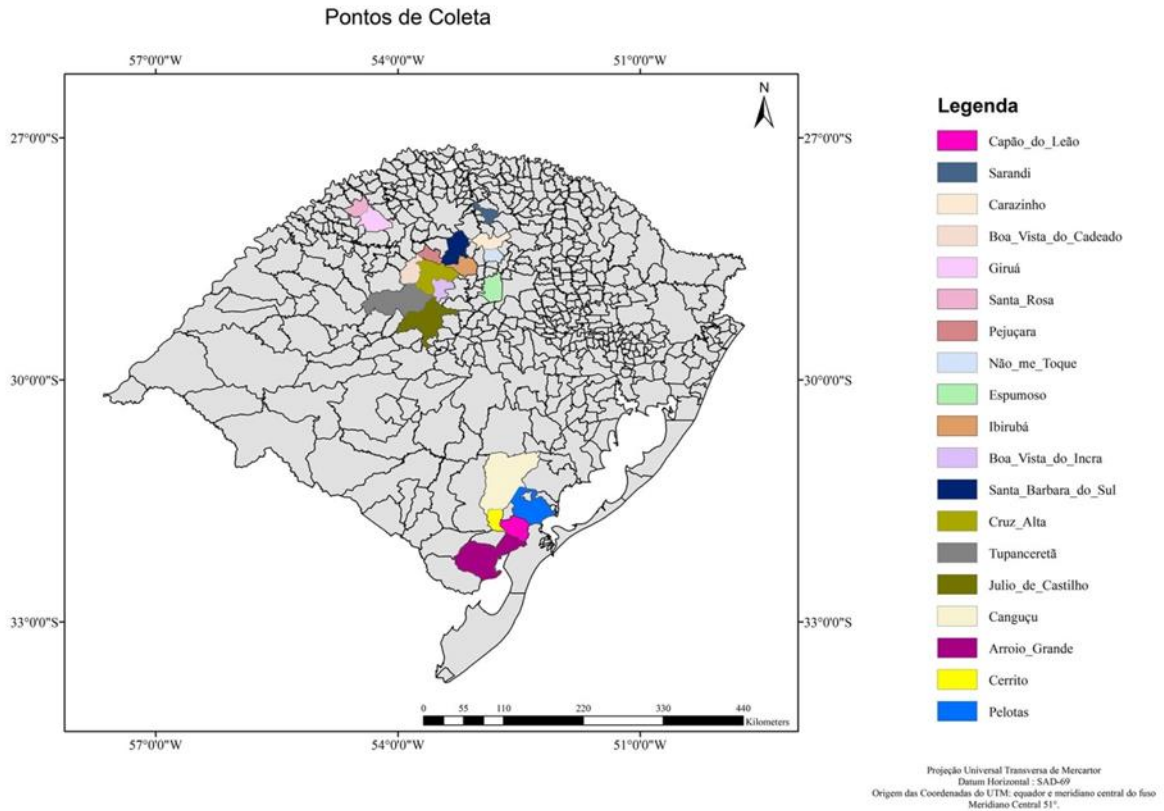 Pontos de Coleta
57°0'0"W 54°0'0"W 51°0'0"W
N
27°0'0"S 27°0'0"S
30°0'0"S 30°0'0"S
33°0'0"S 33°0'0"S
0 55 110 220 330 440
Kilometers
57°0'0"W 54°0'0"W 51°0'0"W
Legenda
Capão_do_Leão
Sarandi
Carazinho
Boa_Vista_do_Cadeado
Giruá
Santa_Rosa
Pejuçara
Não_me_Toque
Espumoso
Ibirubá
Boa_Vista_do_Incra
Santa_Barbara_do_Sul
Cruz_Alta
Tupanceretã
Julio_de_Castilho
Canguçu
Arroio_Grande
Cerrito
Pelotas
Projeção Universal Transversa de Mercartor
Datum Horizontal : SAD-69
Origem das Coordenadas do UTM: equador e meridiano central do fuso
Meridiano Central 51°.